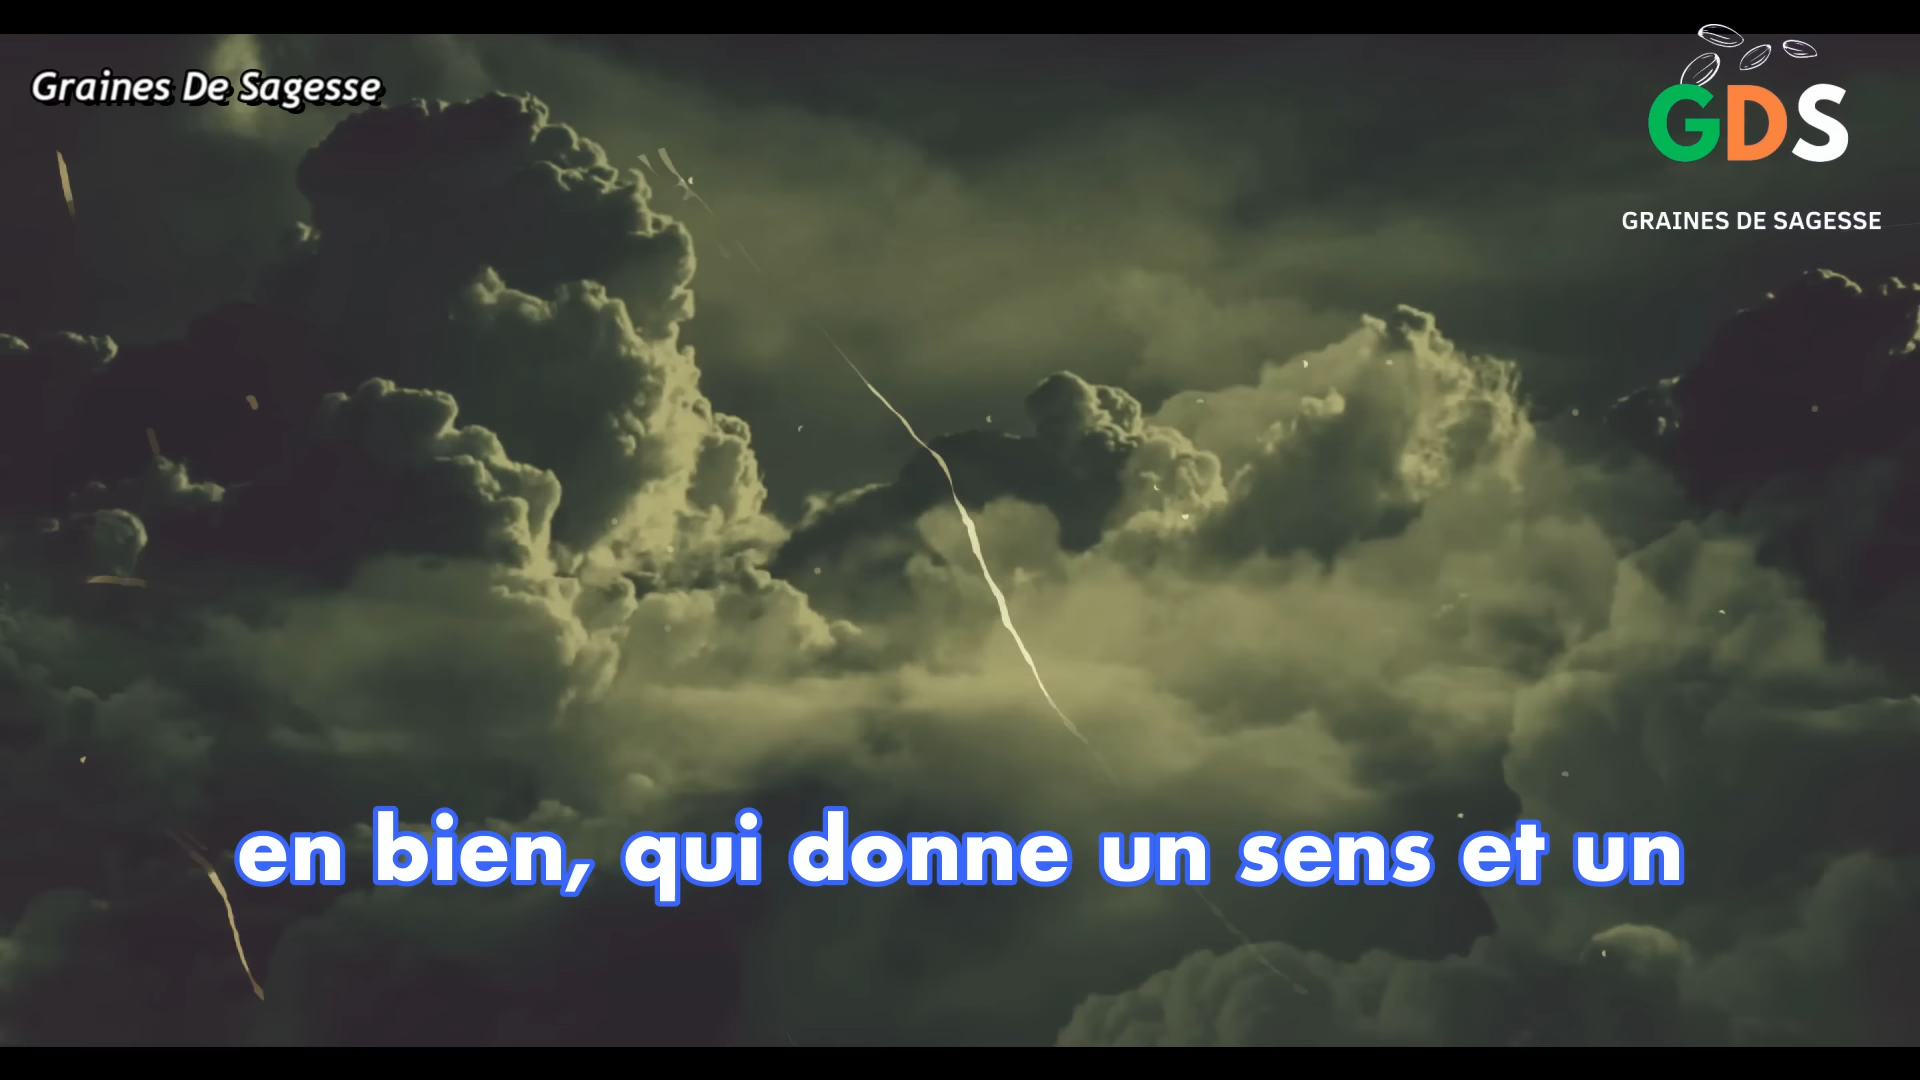 Graines De Sagesse
GDS
GRAINES DE SAGESSE
en bien, qui donne un sens et un